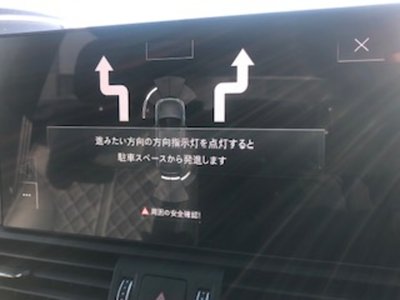 進みたい方向の方向指示灯を点灯すると
駐車スペースから発進します
周囲の安全確認!